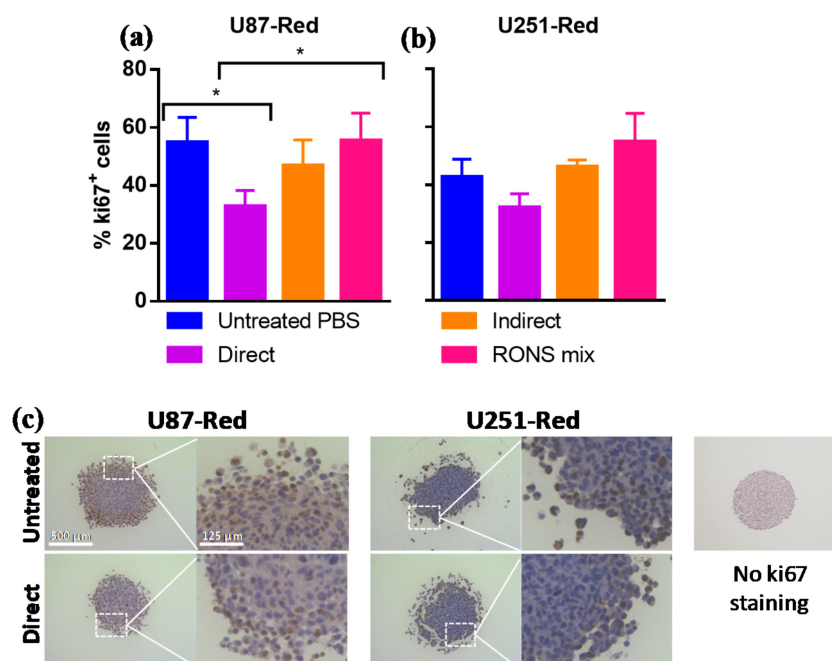 (a) U87-Red
(b) U251-Red
*
*
% ki67+ cells
80
60
40
20
0
Untreated PBS
Direct
Indirect
RONS mix
(c) U87-Red
U251-Red
Untreated
500 µm
125 µm
Direct
No ki67
staining